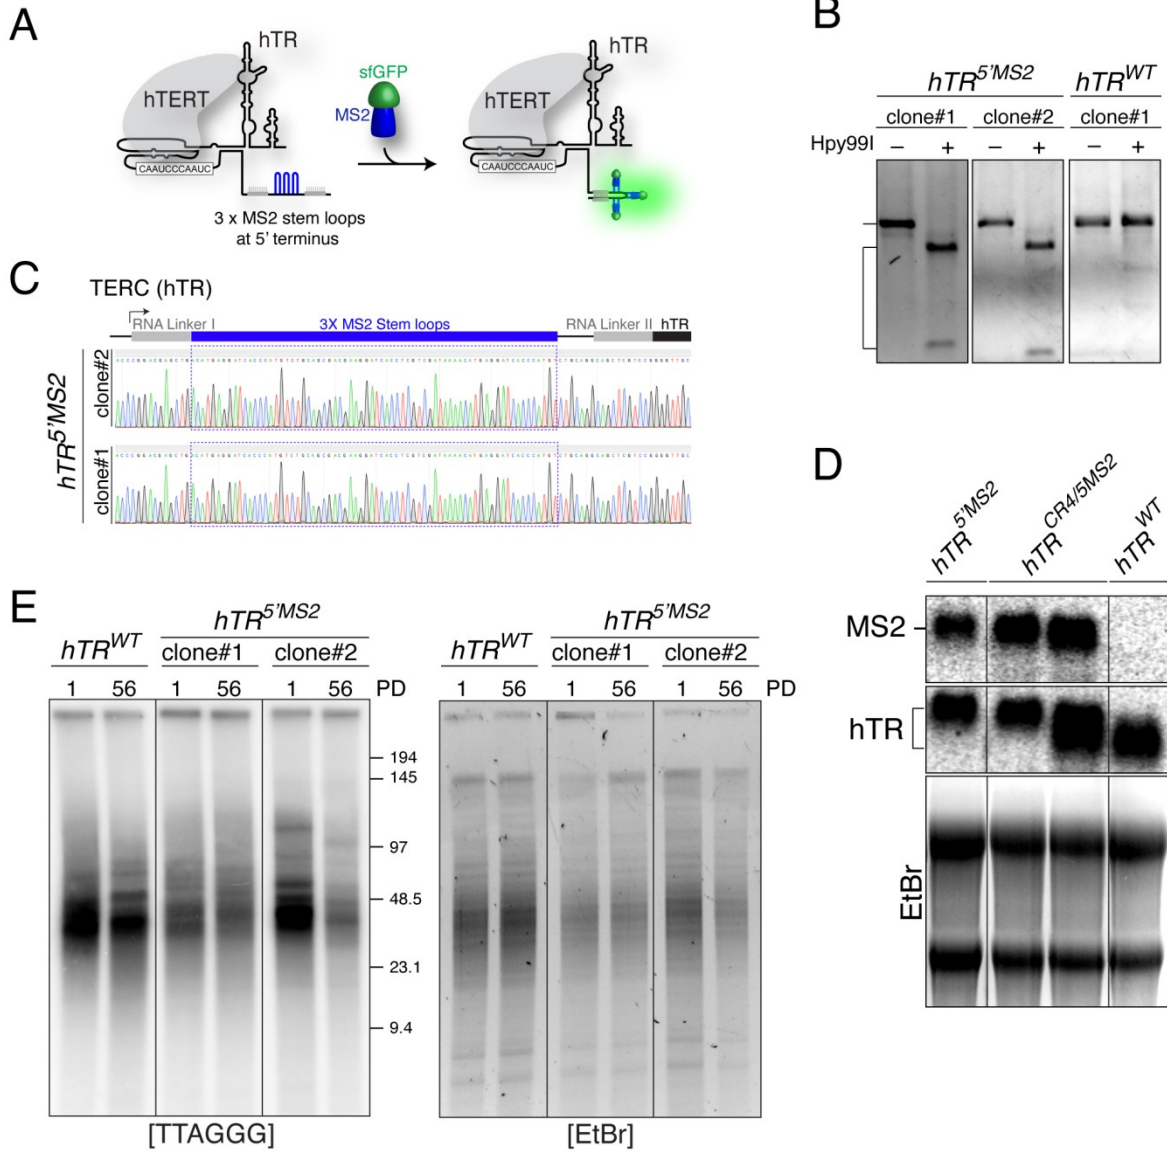 A
hTR
hTERT
CAAUCCCAAUC
3 x MS2 stem loops
at 5' terminus
sfGFP
MS2
hTR
hTERT
CAAUCCCAAUC
B
hTR5'MS2 hTRWT
clone#1 clone#2 clone#1
Hpy99I – + – + – +
C
TERC (hTR)
RNA Linker I 3X MS2 Stem loops RNA Linker II hTR
hTR5'MS2
clone#2
clone#1
D
hTR5'MS2 hTRCR4/5MS2 hTRWT
MS2
hTR
EtBr
E
hTRWT hTR5'MS2
clone#1 clone#2
1 56 1 56 1 56 PD
194
145
97
48.5
23.1
9.4
[TTAGGG]
hTRWT hTR5'MS2
clone#1 clone#2
1 56 1 56 1 56 PD
[EtBr]